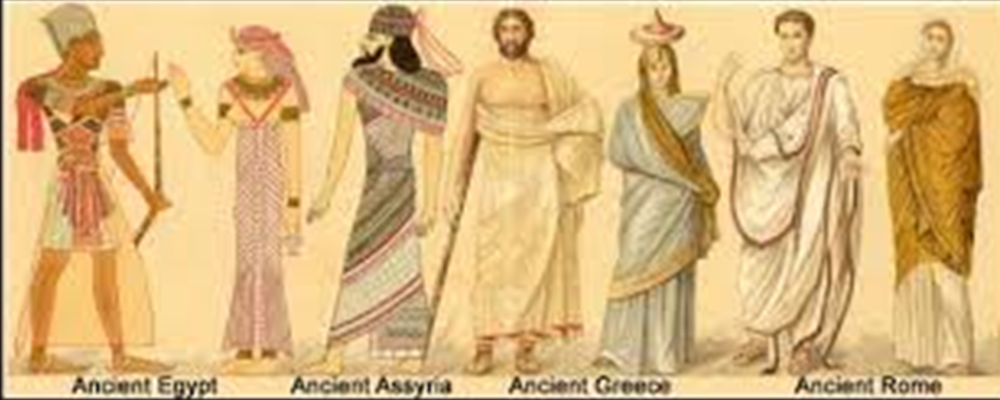 Ancient Egypt
Ancient Assyria
Ancient Greece
Ancient Rome